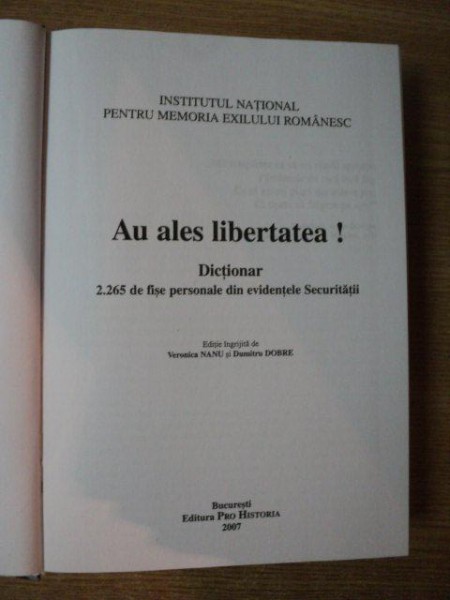 INSTITUTUL NAȚIONAL
PENTRU MEMORIA EXILULUI ROMÂNESC
Au ales libertatea !
Dicționar
2.265 de fișe personale din evidențele Securității
Ediție îngrijită de
Veronica NANU și Dumitru DOBRE
București
Editura PRO HISTORIA
2007